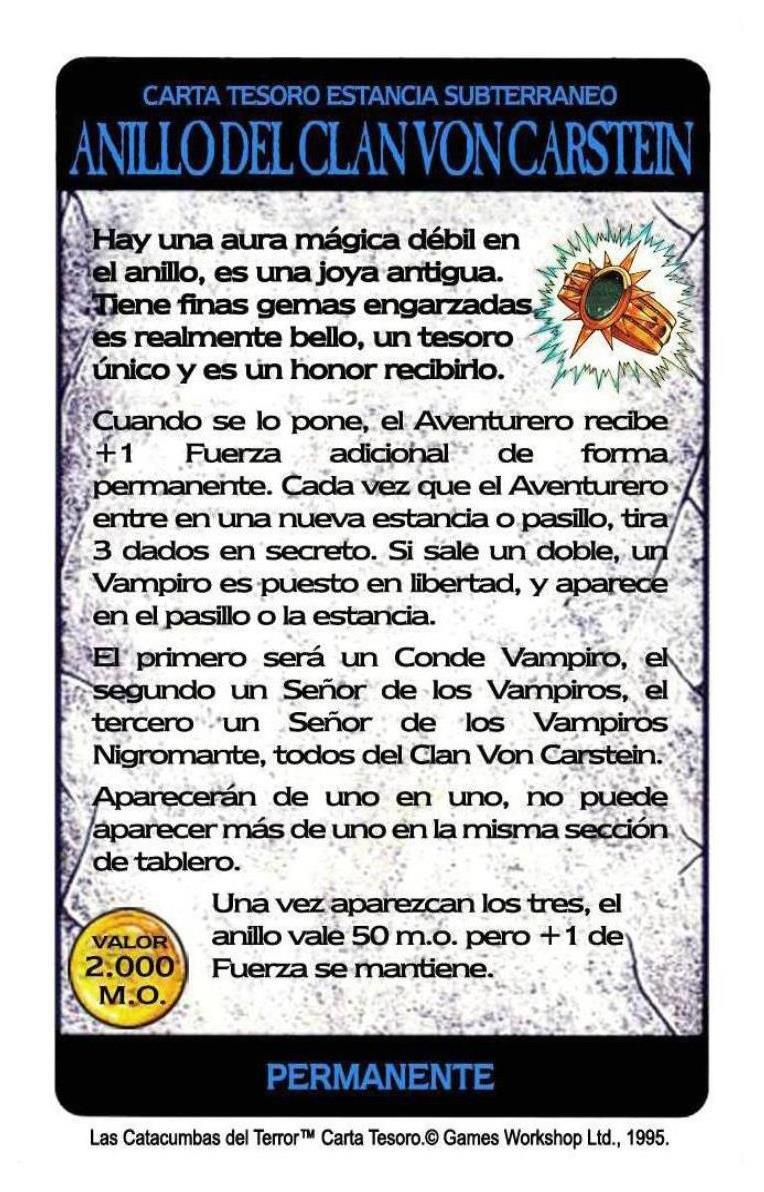 CARTA TESORO ESTANCIA SUBTERRANEO
ANILLO DEL CLAN VON CARSTEIN
Hay una aura mágica débil en
el anillo, es una joya antigua.
Tiene finas gemas engarzadas
es realmente bello, un tesoro
único y es un honor recibirlo.
Cuando se lo pone, el Aventurero recibe
+1 Fuerza adicional de forma
permanente. Cada vez que el Aventurero
entre en una nueva estancia o pasillo, tira
3 dados en secreto. Si sale un doble, un
Vampiro es puesto en libertad, y aparece
en el pasillo o la estancia.
El primero será un Conde Vampiro, el
segundo un Señor de los Vampiros, el
tercero un Señor de los Vampiros
Nigromante, todos del Clan Von Carstein.
Aparecerán de uno en uno, no puede
aparecer más de uno en la misma sección
de tablero.
Una vez aparezcan los tres, el
anillo vale 50 m.o. pero +1 de
Fuerza se mantiene.
VALOR
2.000
M.O.
PERMANENTE
Las Catacumbas del Terror™ Carta Tesoro.© Games Workshop Ltd., 1995.